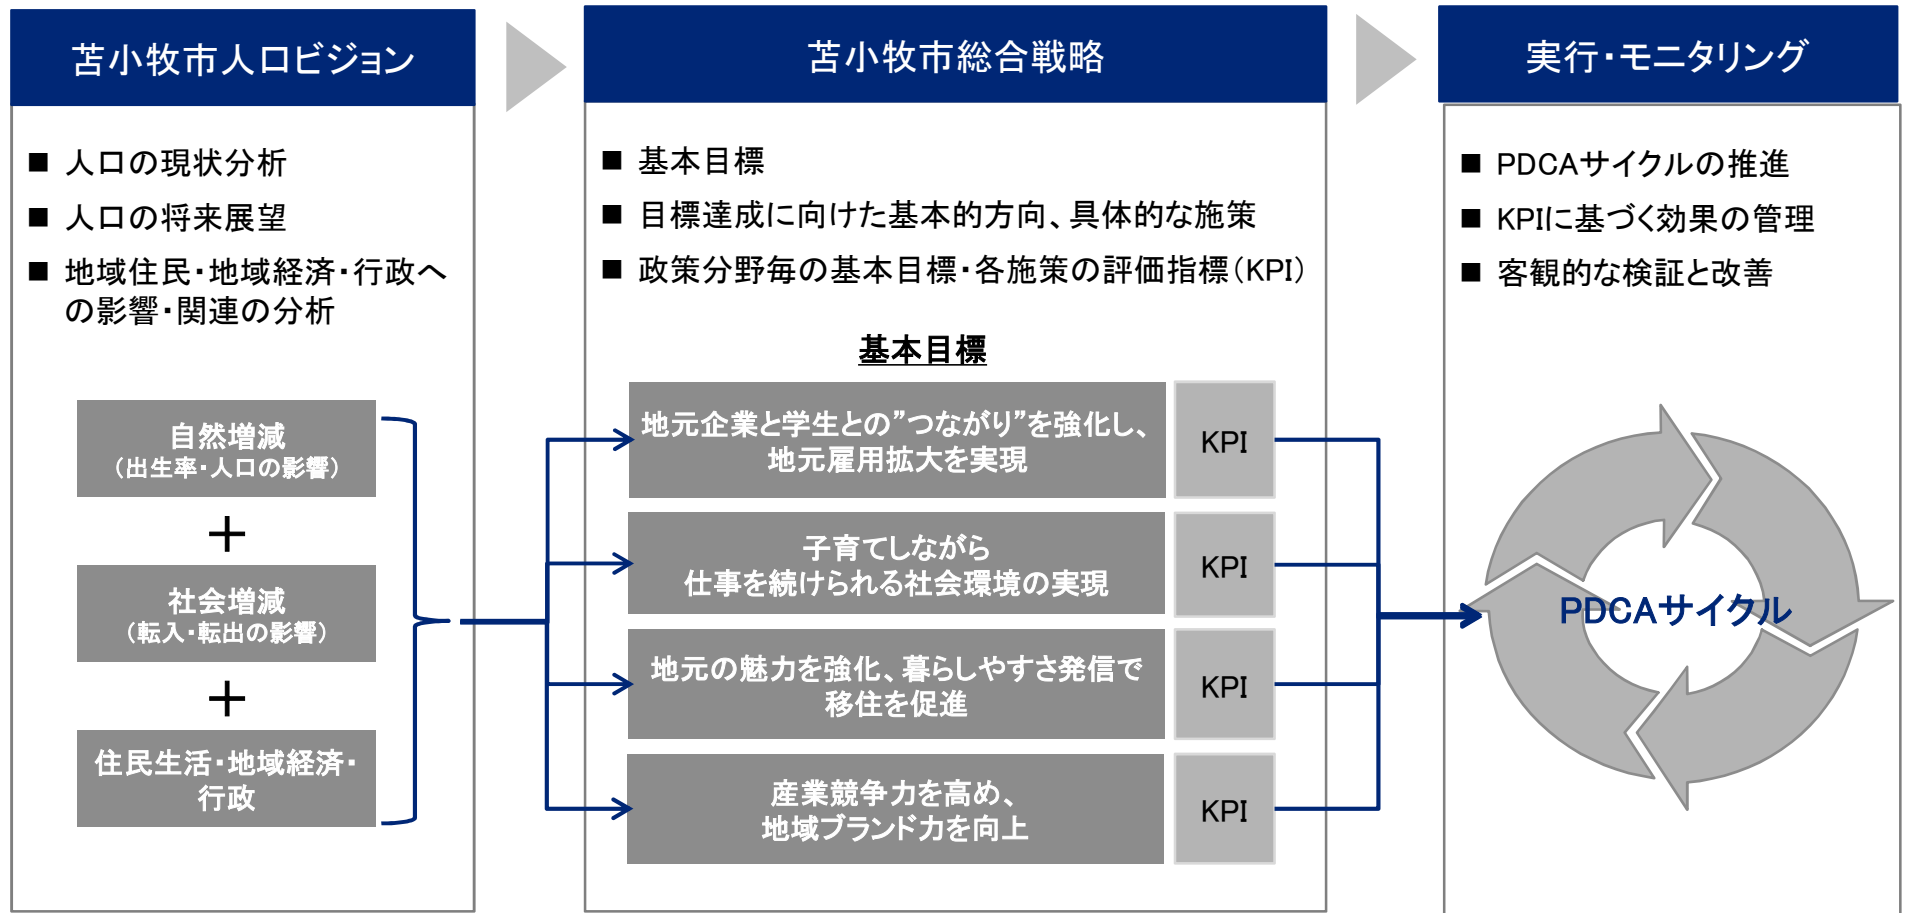 苫小牧市人口ビジョン
■ 人口の現状分析
■ 人口の将来展望
■ 地域住民・地域経済・行政へ
の影響・関連の分析
自然増減
（出生率・人口の影響）
＋
社会増減
（転入・転出の影響）
＋
住民生活・地域経済・
行政
苫小牧市総合戦略
■ 基本目標
■ 目標達成に向けた基本的方向、具体的な施策
■ 政策分野毎の基本目標・各施策の評価指標（KPI）
基本目標
地元企業と学生との”つながり”を強化し、
地元雇用拡大を実現
KPI
子育てしながら
仕事を続けられる社会環境の実現
KPI
地元の魅力を強化、暮らしやすさ発信で
移住を促進
KPI
産業競争力を高め、
地域ブランド力を向上
KPI
実行・モニタリング
■ PDCAサイクルの推進
■ KPIに基づく効果の管理
■ 客観的な検証と改善
PDCAサイクル